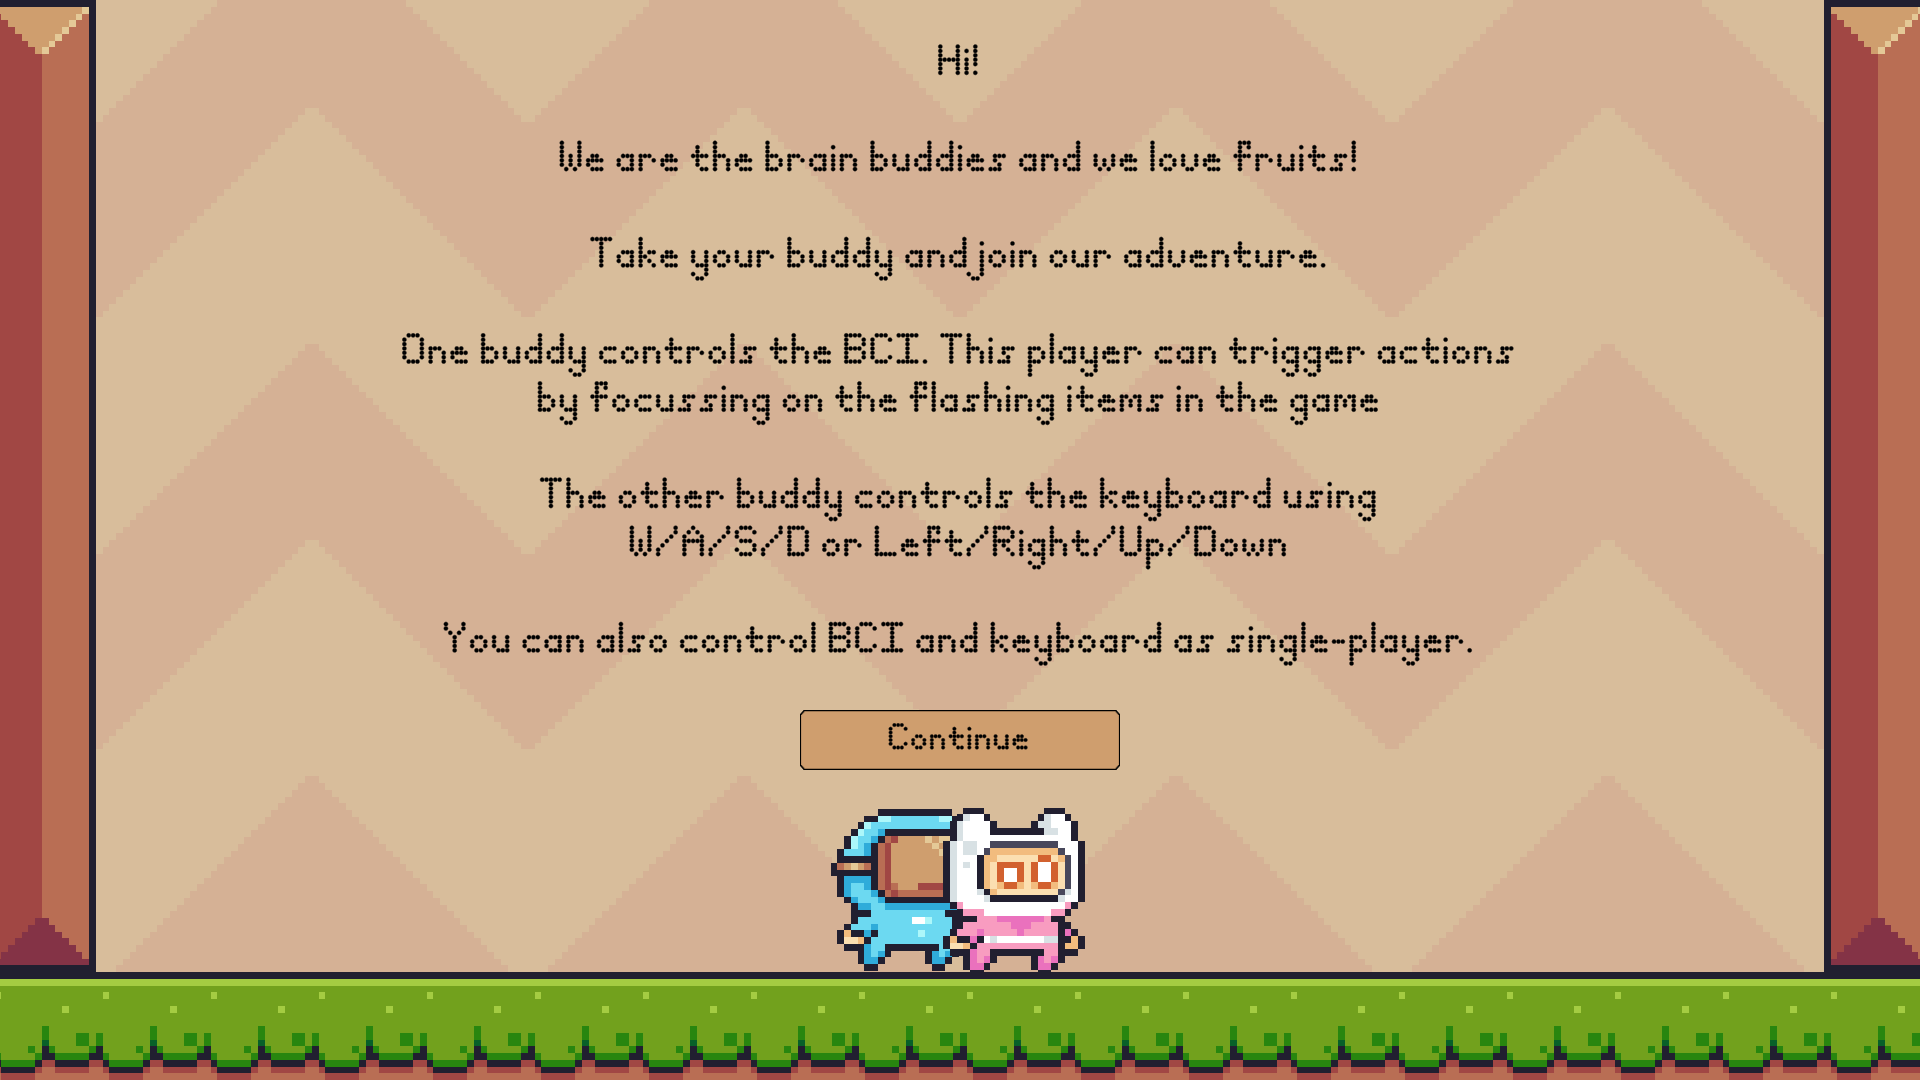 Hi!
We are the brain buddies and we love fruits!
Take your buddy and join our adventure.
One buddy controls the BCI. This player can trigger actions
by focussing on the flashing items in the game
The other buddy controls the keyboard using
W/A/S/D or Left/Right/Up/Down
You can also control BCI and keyboard as single-player.
Continue